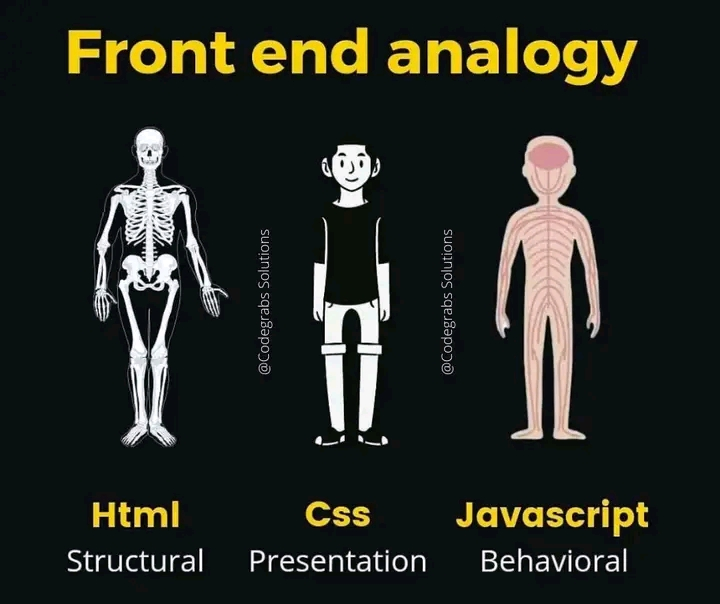 Front end analogy
@Codegrabs Solutions
@Codegrabs Solutions
Html
Css
Javascript
Structural
Presentation
Behavioral